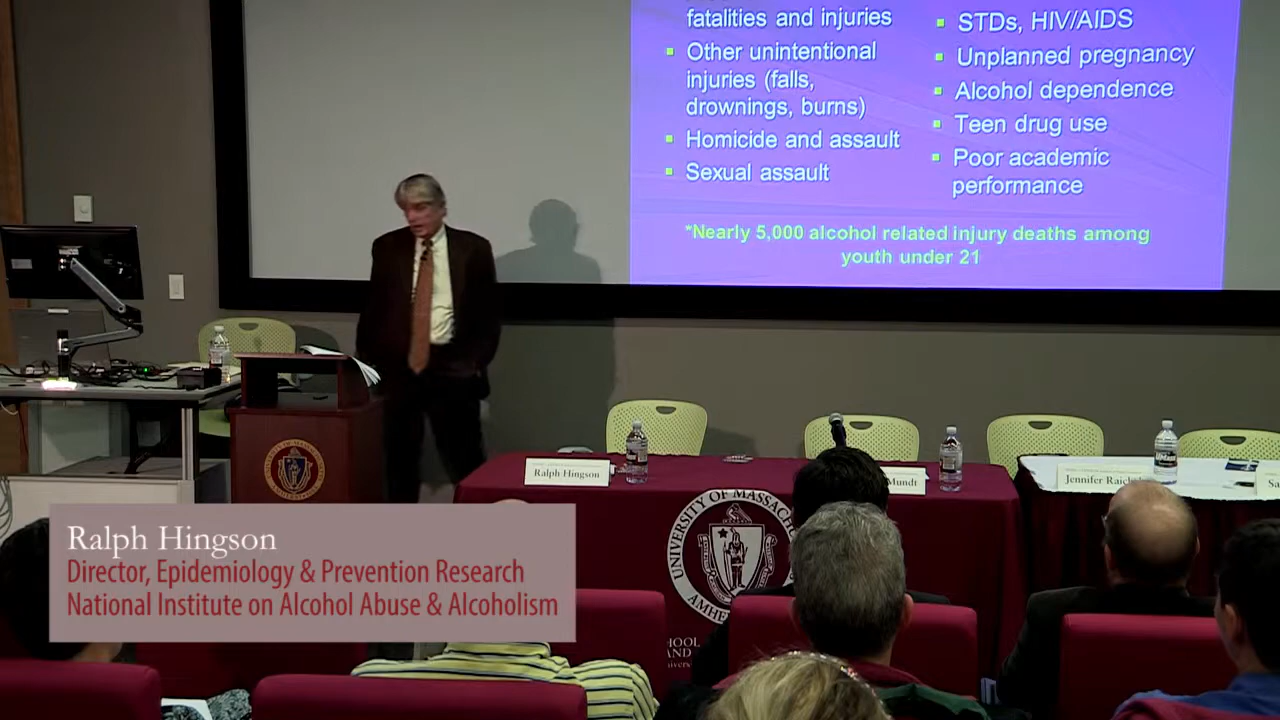 fatalities and injuries
Other unintentional
injuries (falls,
drownings, burns)
Homicide and assault
Sexual assault
STDs, HIV/AIDS
Unplanned pregnancy
Alcohol dependence
Teen drug use
Poor academic
performance
*Nearly 5,000 alcohol related injury deaths among
youth under 21
Ralph Hingson
Mundt
Jennifer
UNIVERSITY OF MASSACHUSETTS
Ralph Hingson
Director, Epidemiology & Prevention Research
National Institute on Alcohol Abuse & Alcoholism